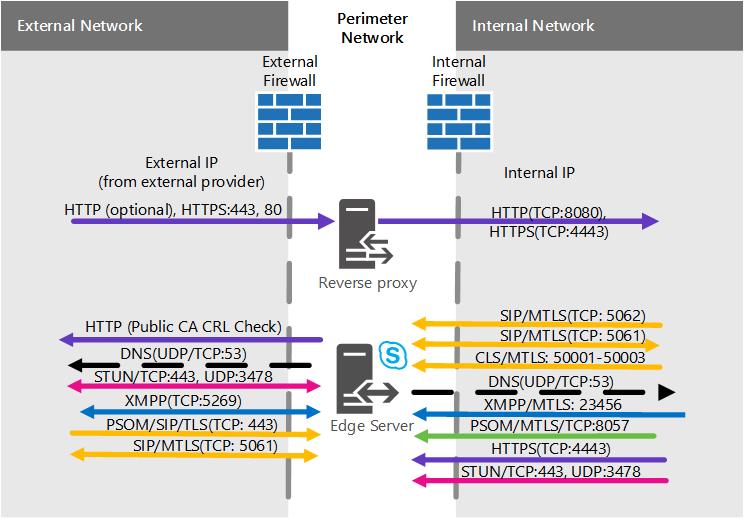 External Network
Perimeter
Network
Internal Network
External
Firewall
Internal
Firewall
External IP
(from external provider)
Internal IP
HTTP (optional), HTTPS:443, 80
HTTP(TCP:8080),
HTTPS(TCP:4443)
Reverse proxy
HTTP (Public CA CRL Check)
DNS(UDP/TCP:53)
STUN/TCP:443, UDP:3478
XMPP(TCP:5269)
PSOM/SIP/TLS(TCP: 443)
SIP/MTLS(TCP: 5061)
S
Edge Server
SIP/MTLS(TCP: 5062)
SIP/MTLS(TCP: 5061)
CLS/MTLS: 50001-50003
DNS(UDP/TCP:53)
XMPP/MTLS: 23456
PSOM/MTLS/TCP:8057
HTTPS(TCP:4443)
STUN/TCP:443, UDP:3478